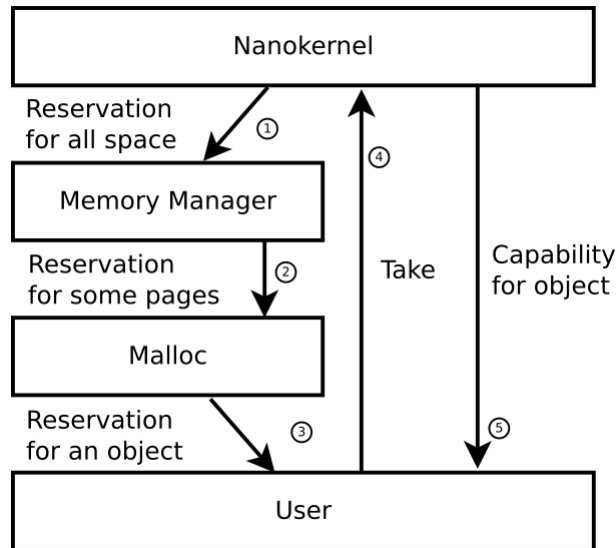 Nanokernel
Reservation
for all space
①
④
Memory Manager
Reservation
for some pages
②
Take
Capability
for object
Malloc
Reservation
for an object
③
⑤
User